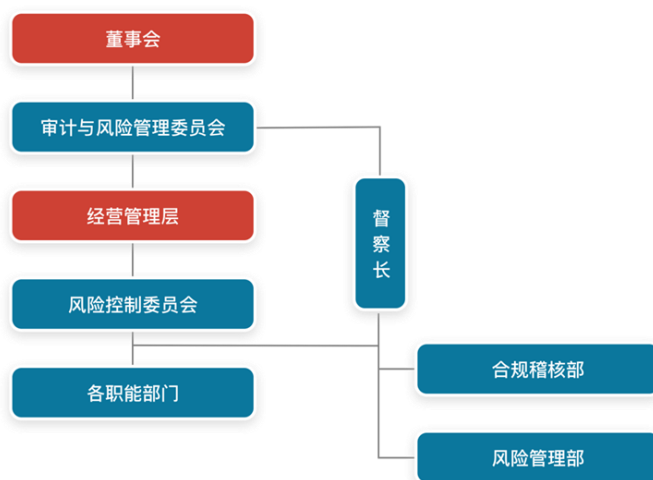 董事会
审计与风险管理委员会
经营管理层
督察长
风险控制委员会
合规稽核部
各职能部门
风险管理部